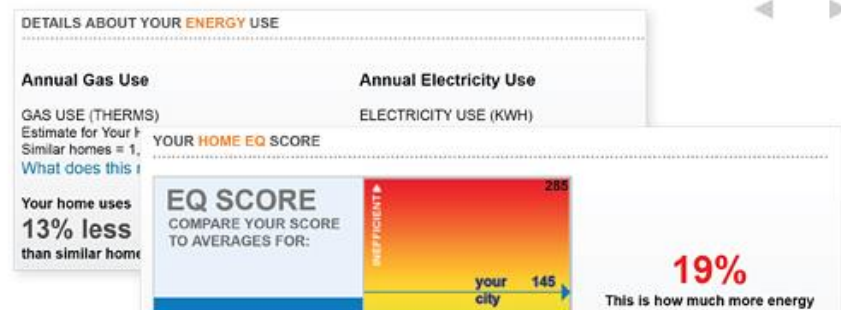 DETAILS ABOUT YOUR ENERGY USE
Annual Gas Use
Annual Electricity Use
GAS USE (THERMS)
ELECTRICITY USE (KWH)
Estimate for Your
Similar homes = 1,
What does this
Your home uses
13% less
than similar home
YOUR HOME EQ SCORE
EQ SCORE
COMPARE YOUR SCORE
TO AVERAGES FOR:
INEFFICIENT
285
your 145
city
19%
This is how much more energy